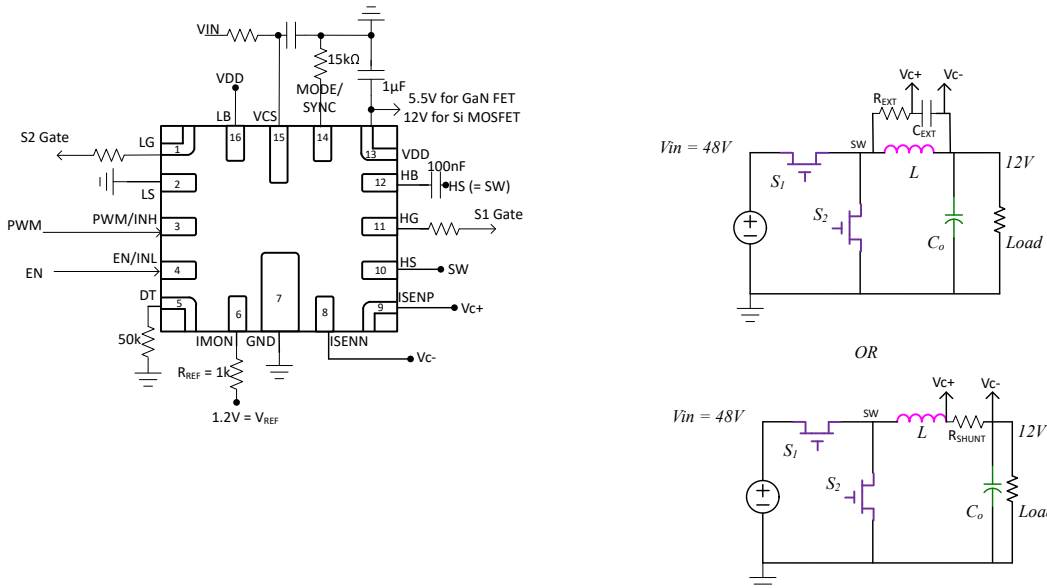 VIN
15kΩ
1µF
VDD
MODE/
SYNC
5.5V for GaN FET
12V for Si MOSFET
LB
VCS
S2 Gate
LG
16
15
14
1
13
VDD
100nF
LS
2
HB
12
HS (= SW)
PWM
PWM/INH
3
HG
11
S1 Gate
EN
EN/INL
4
HS
10
SW
DT
5
6
7
8
ISENP
9
Vc+
50k
IMON
GND
ISENN
Vc-
RREF = 1k
1.2V = VREF
Vc+
Vc-
REXT
CEXT
Vin = 48V
SW
12V
S1
L
S2
Co
Load
OR
Vc+
Vc-
Vin = 48V
SW
12V
L
RSHUNT
S1
S2
Co
Load